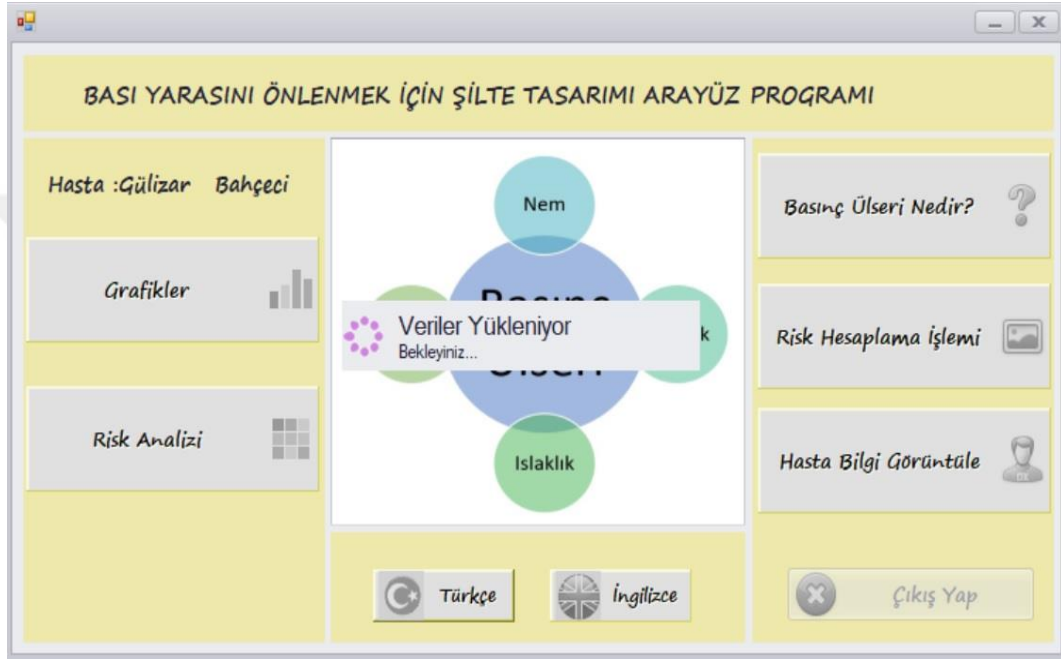 BASI YARASINI ÖNLENMEK İÇİN ŞİLTE TASARIMI ARAYÜZ PROGRAMI
Hasta :Gülizar Bahçeci
Grafikler
Risk Analizi
Nem
Veriler Yükleniyor
Bekleyiniz...
Islaklık
Türkçe
İngilizce
Basınç Ülseri Nedir?
Risk Hesaplama İşlemi
Hasta Bilgi Görüntüle
DX
Çıkış Yap